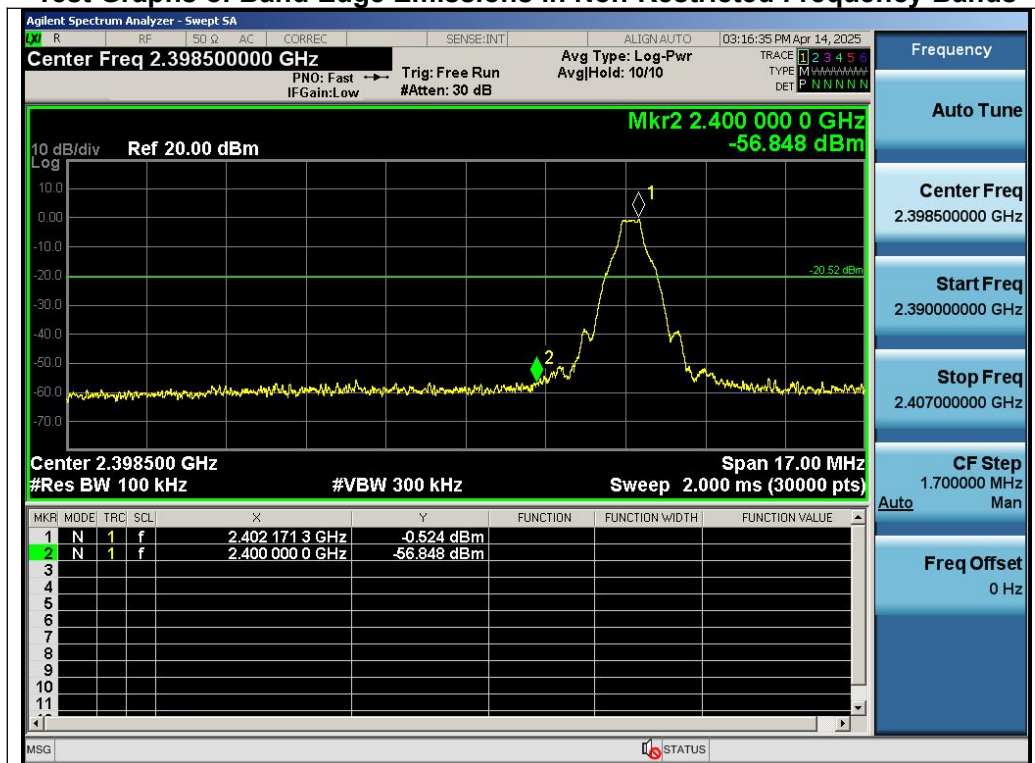 Test Graphs of Band Edge Emissions in Non-Restricted Frequency Bands
Agilent Spectrum Analyzer - Swept SA
LXI R RF 50 Ω AC CORREC SENSE:INT ALIGN AUTO 03:16:35 PM Apr 14, 2025
Center Freq 2.398500000 GHz
PNO: Fast
IFGain:Low
Trig: Free Run
#Atten: 30 dB
Avg Type: Log-Pwr
Avg|Hold: 10/10
TRACE 1 2 3 4 5 6
TYPE M WWWWW
DET P N N N N N
Mkr2 2.400 000 0 GHz
-56.848 dBm
10 dB/div Ref 20.00 dBm
Log
10.0
0.00
-10.0
-20.0
-30.0
-40.0
-50.0
-60.0
-70.0
1
-20.52 dBm
2
Center 2.398500 GHz Span 17.00 MHz
#Res BW 100 kHz #VBW 300 kHz Sweep 2.000 ms (30000 pts)
MKR MODE TRC SCL X Y FUNCTION FUNCTION WIDTH FUNCTION VALUE
1 N 1 f 2.402 171 3 GHz -0.524 dBm
2 N 1 f 2.400 000 0 GHz -56.848 dBm
3
4
5
6
7
8
9
10
11
MSG STATUS
Frequency
Auto Tune
Center Freq
2.398500000 GHz
Start Freq
2.390000000 GHz
Stop Freq
2.407000000 GHz
CF Step
1.700000 MHz
Auto Man
Freq Offset
0 Hz